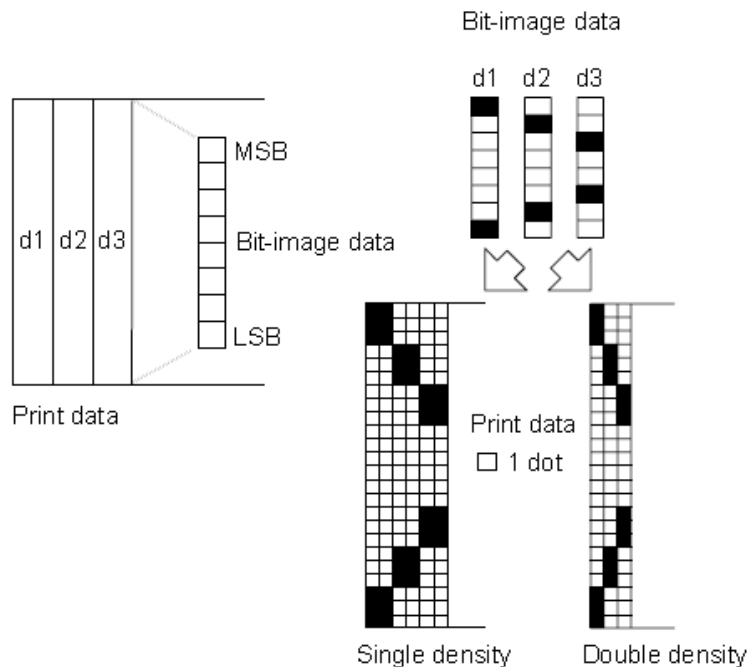 Bit-image data
d1 d2 d3
MSB
d1 d2 d3
Bit-image data
LSB
Print data
Print data
1 dot
Single density
Double density